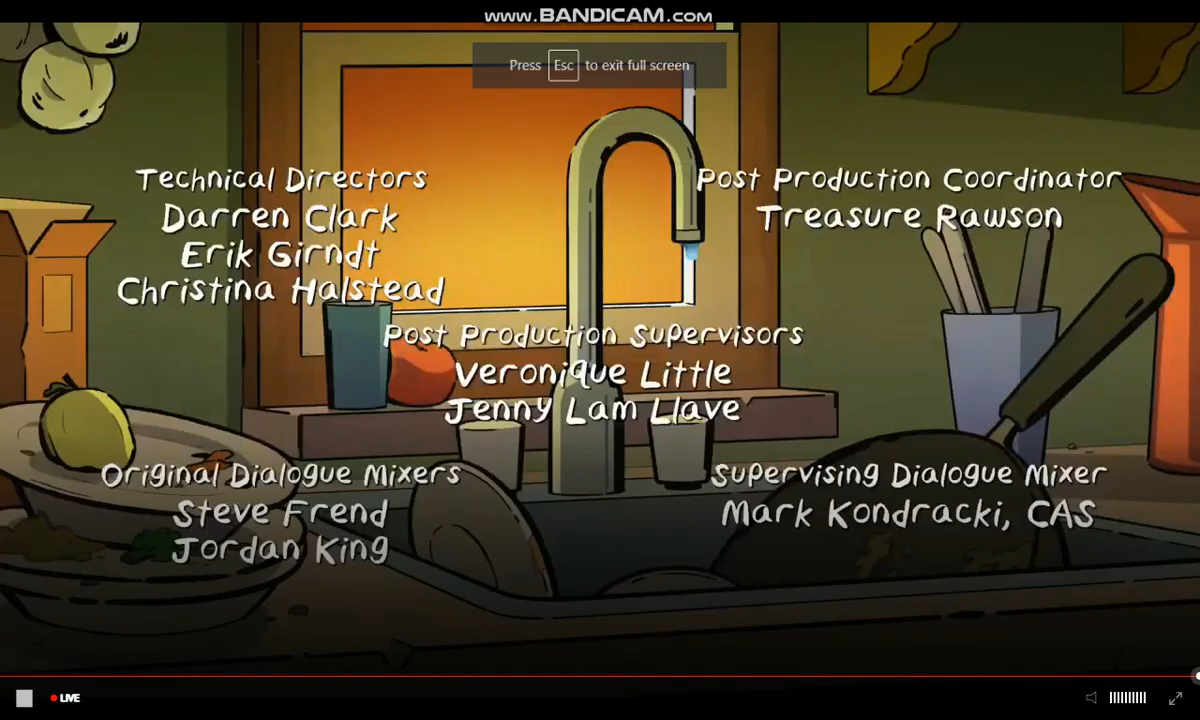 www.BANDICAM.com
Press Esc to exit full screen
Technical Directors
Darren Clark
Erik Girndt
Christina Halstead
Post Production Coordinator
Treasure Rawson
Post Production Supervisors
Veronique Little
Jenny Lam Llave
Original Dialogue Mixers
Steve Frend
Jordan King
Supervising Dialogue Mixer
Mark Kondracki, CAS
LIVE